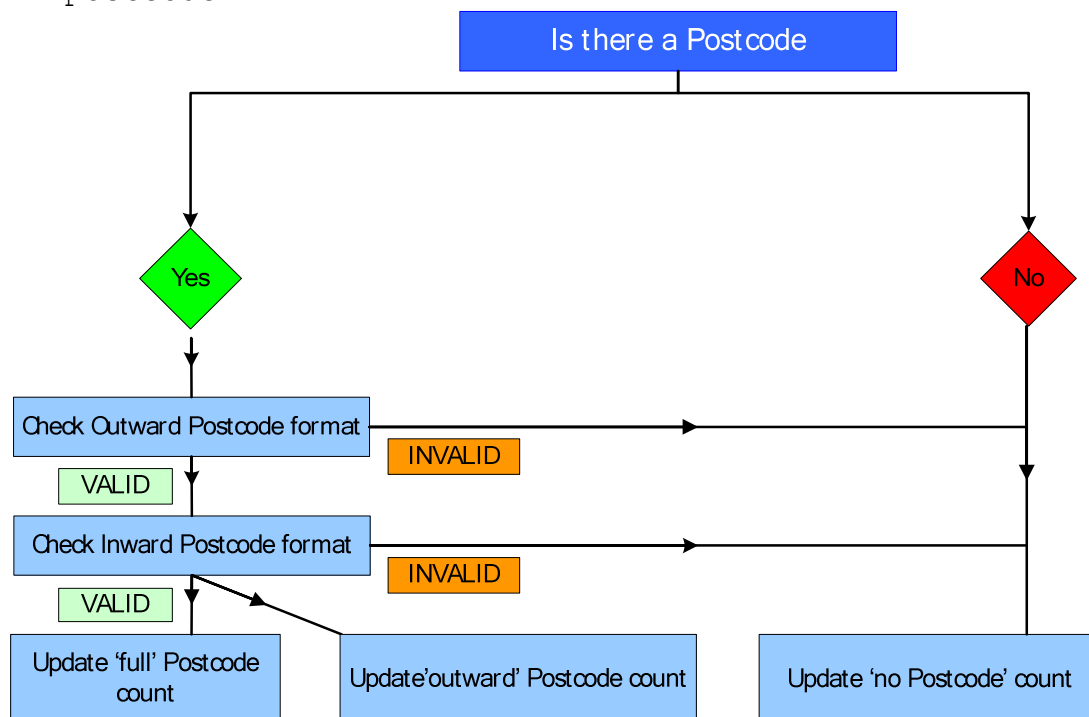 Is there a Postcode
Yes
No
Check Outward Postcode format
INVALID
VALID
Check Inward Postcode format
INVALID
VALID
Update ‘full’ Postcode
count
Update’outward’ Postcode count
Update ‘no Postcode’ count